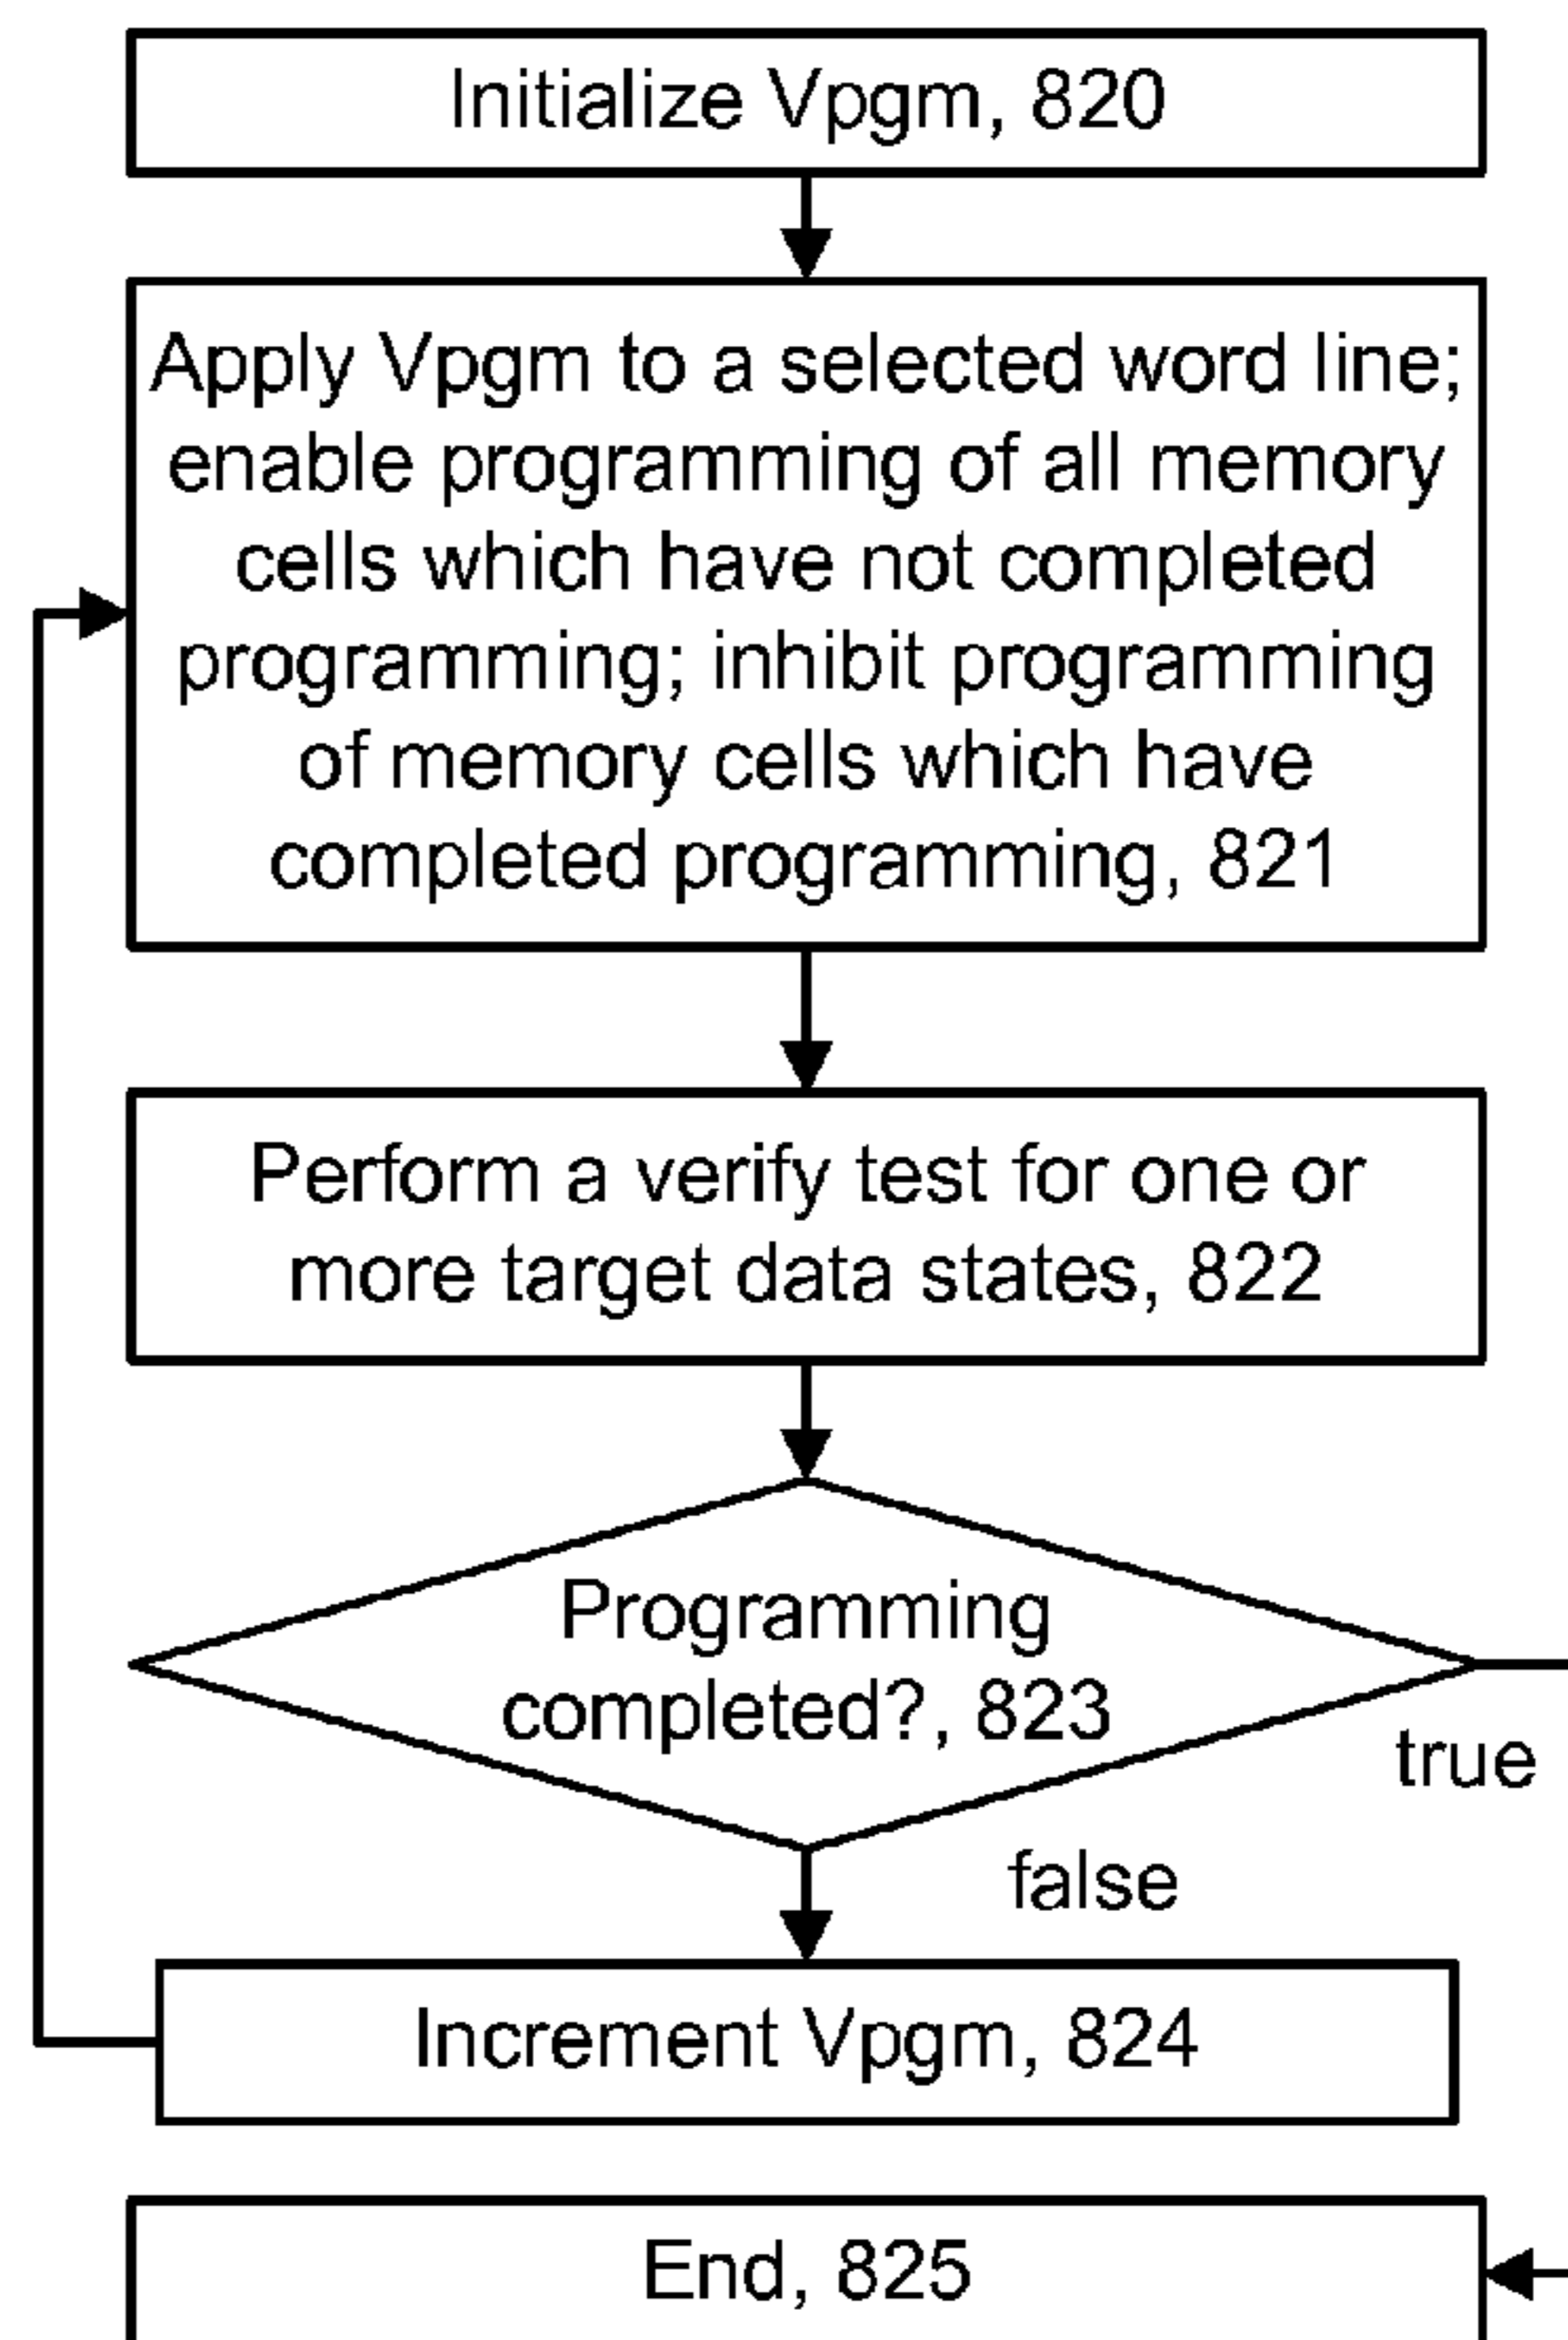 Initialize Vpgm, 820
Apply Vpgm to a selected word line;
enable programming of all memory
cells which have not completed
programming; inhibit programming
of memory cells which have
completed programming, 821
Perform a verify test for one or
more target data states, 822
Programming
completed?, 823
true
false
Increment Vpgm, 824
End, 825